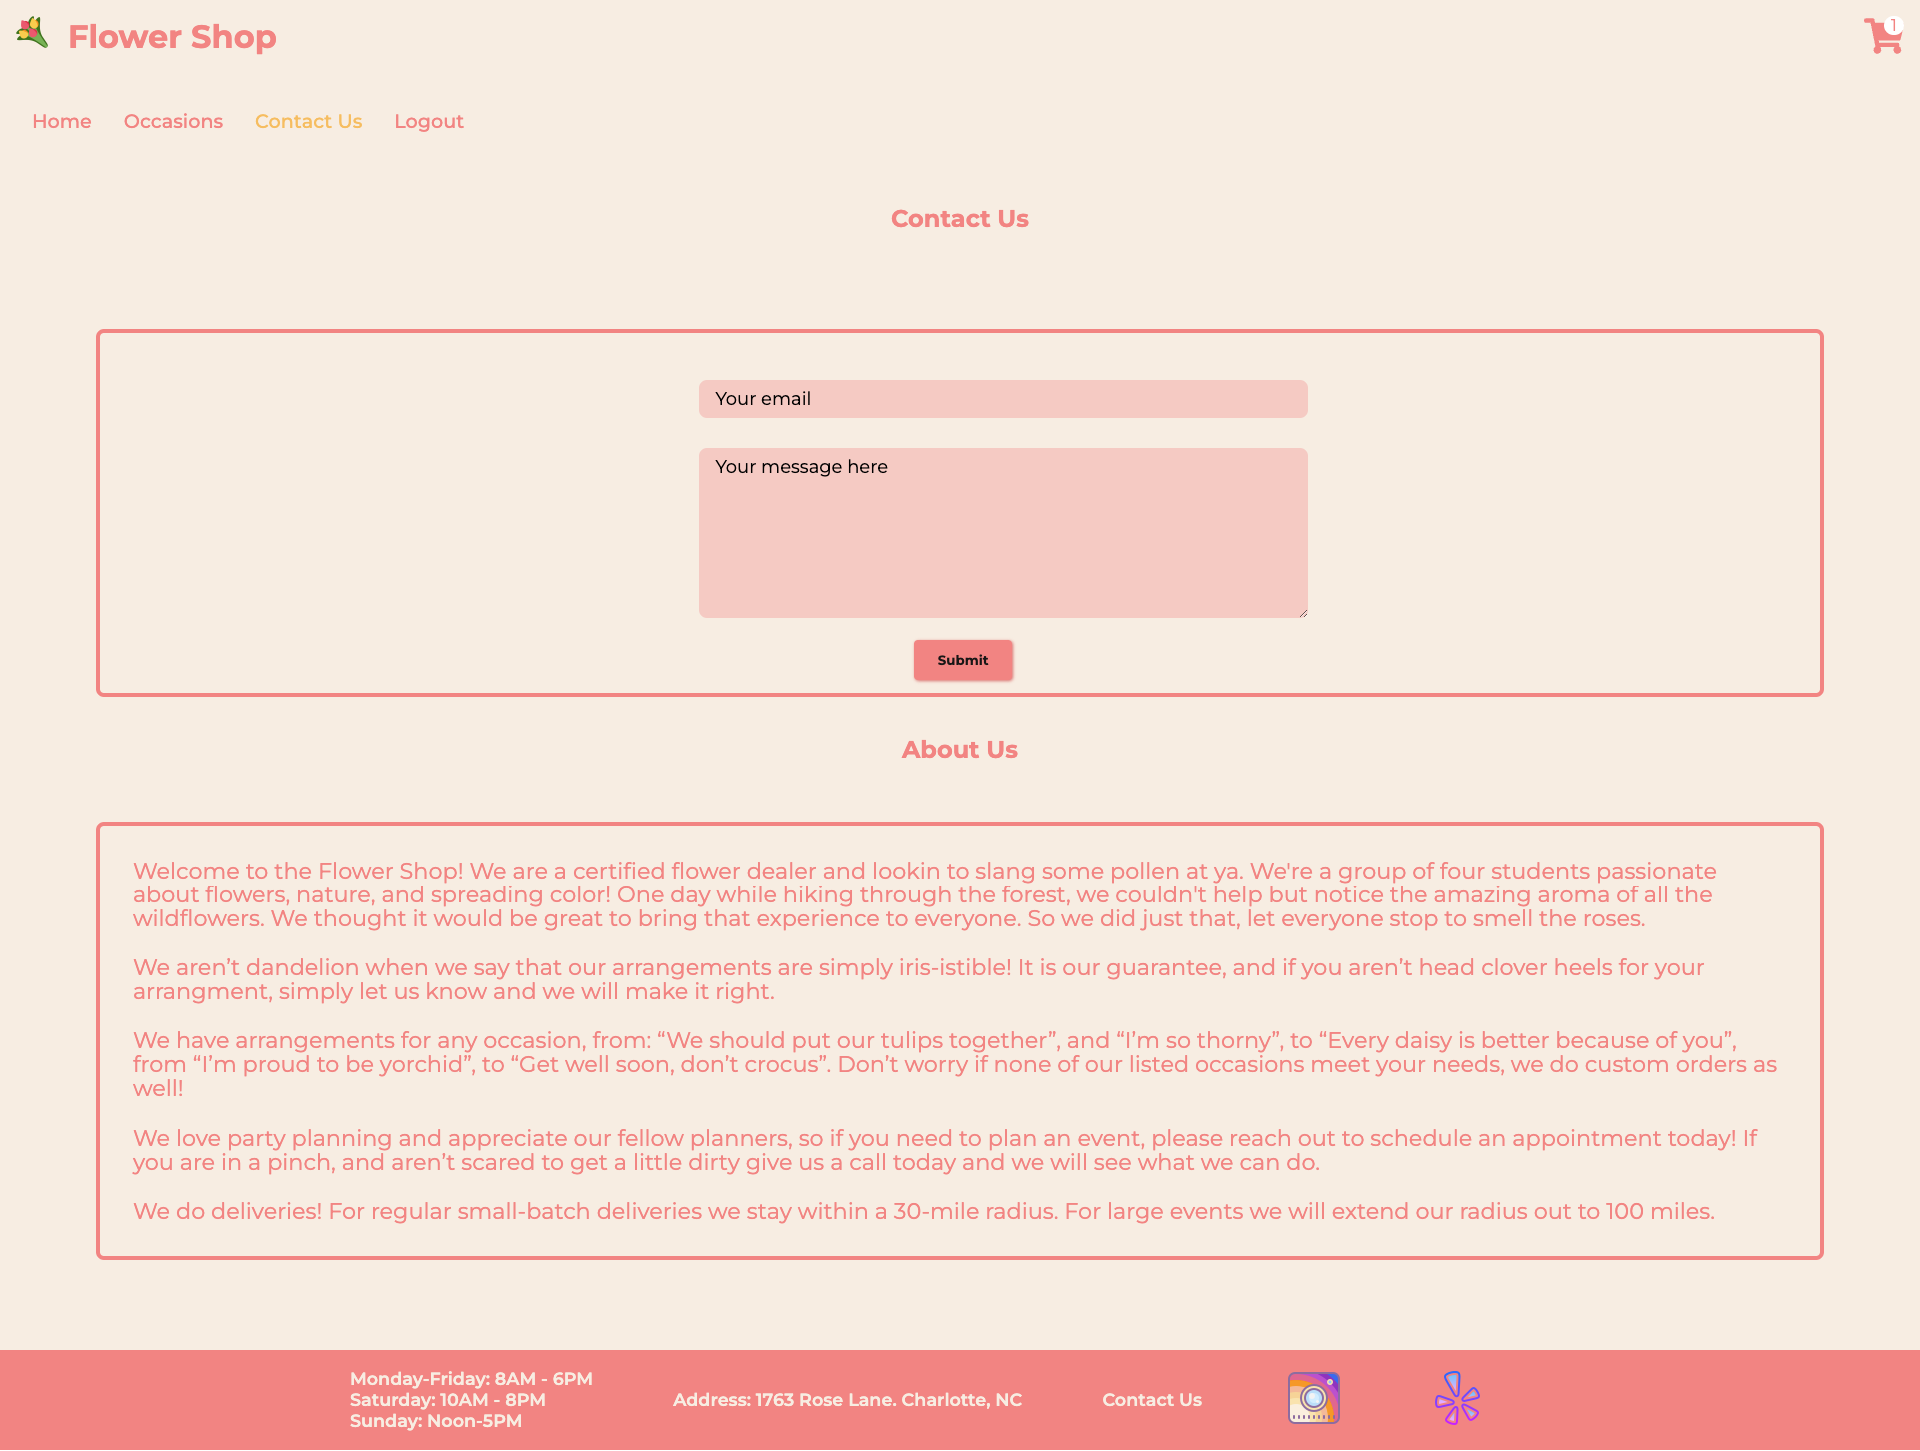 Flower Shop
1
Home Occasions Contact Us Logout
Contact Us
Your email
Your message here
Submit
About Us
Welcome to the Flower Shop! We are a certified flower dealer and lookin to slang some pollen at ya. We're a group of four students passionate
about flowers, nature, and spreading color! One day while hiking through the forest, we couldn't help but notice the amazing aroma of all the
wildflowers. We thought it would be great to bring that experience to everyone. So we did just that, let everyone stop to smell the roses.
We aren’t dandelion when we say that our arrangements are simply iris-istible! It is our guarantee, and if you aren’t head clover heels for your
arrangment, simply let us know and we will make it right.
We have arrangements for any occasion, from: “We should put our tulips together”, and “I’m so thorny”, to “Every daisy is better because of you”,
from “I’m proud to be yorchid”, to “Get well soon, don’t crocus”. Don’t worry if none of our listed occasions meet your needs, we do custom orders as
well!
We love party planning and appreciate our fellow planners, so if you need to plan an event, please reach out to schedule an appointment today! If
you are in a pinch, and aren’t scared to get a little dirty give us a call today and we will see what we can do.
We do deliveries! For regular small-batch deliveries we stay within a 30-mile radius. For large events we will extend our radius out to 100 miles.
Monday-Friday: 8AM - 6PM
Saturday: 10AM - 8PM
Sunday: Noon-5PM
Address: 1763 Rose Lane. Charlotte, NC
Contact Us